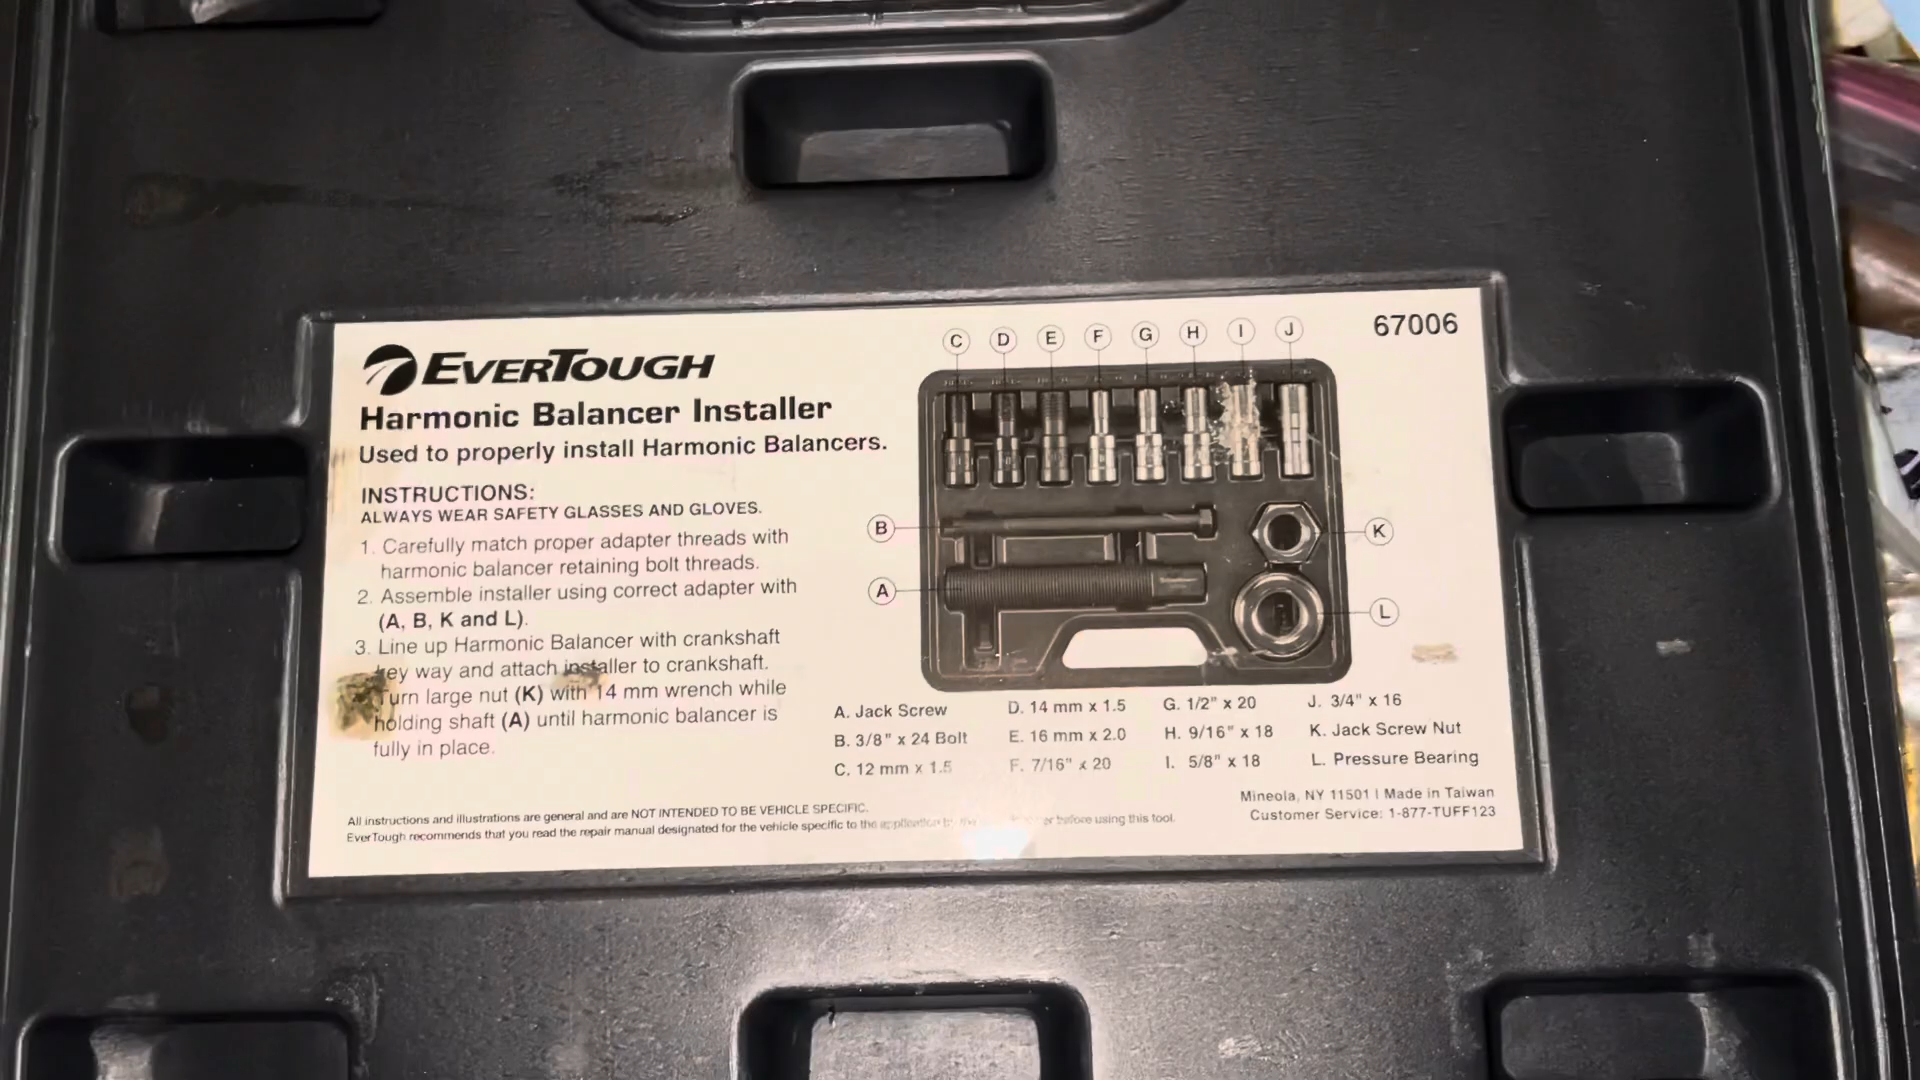 EVERTOUGH
Harmonic Balancer Installer
Used to properly install Harmonic Balancers.
INSTRUCTIONS:
ALWAYS WEAR SAFETY GLASSES AND GLOVES.
1. Carefully match proper adapter threads with
harmonic balancer retaining bolt threads.
2. Assemble installer using correct adapter with
(A, B, K and L).
3. Line up Harmonic Balancer with crankshaft
key way and attach installer to crankshaft.
Turn large nut (K) with 14 mm wrench while
holding shaft (A) until harmonic balancer is
fully in place.
67006
C D E F G H I J
B
K
A
L
A. Jack Screw
B. 3/8" x 24 Bolt
C. 12 mm x 1.5
D. 14 mm x 1.5
E. 16 mm x 2.0
F. 7/16" x 20
G. 1/2" x 20
H. 9/16" x 18
I. 5/8" x 18
J. 3/4" x 16
K. Jack Screw Nut
L. Pressure Bearing
All instructions and illustrations are general and are NOT INTENDED TO BE VEHICLE SPECIFIC.
EverTough recommends that you read the repair manual designated for the vehicle specific to the application by the before using this tool.
Mineola, NY 11501 | Made in Taiwan
Customer Service: 1-877-TUFF123